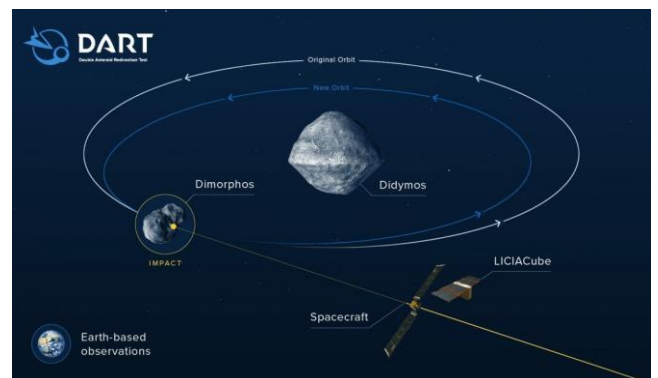 DART
Double Asteroid Redirection Test
Original Orbit
New Orbit
Dimorphos
Didymos
IMPACT
LICIACube
Spacecraft
Earth-based
observations